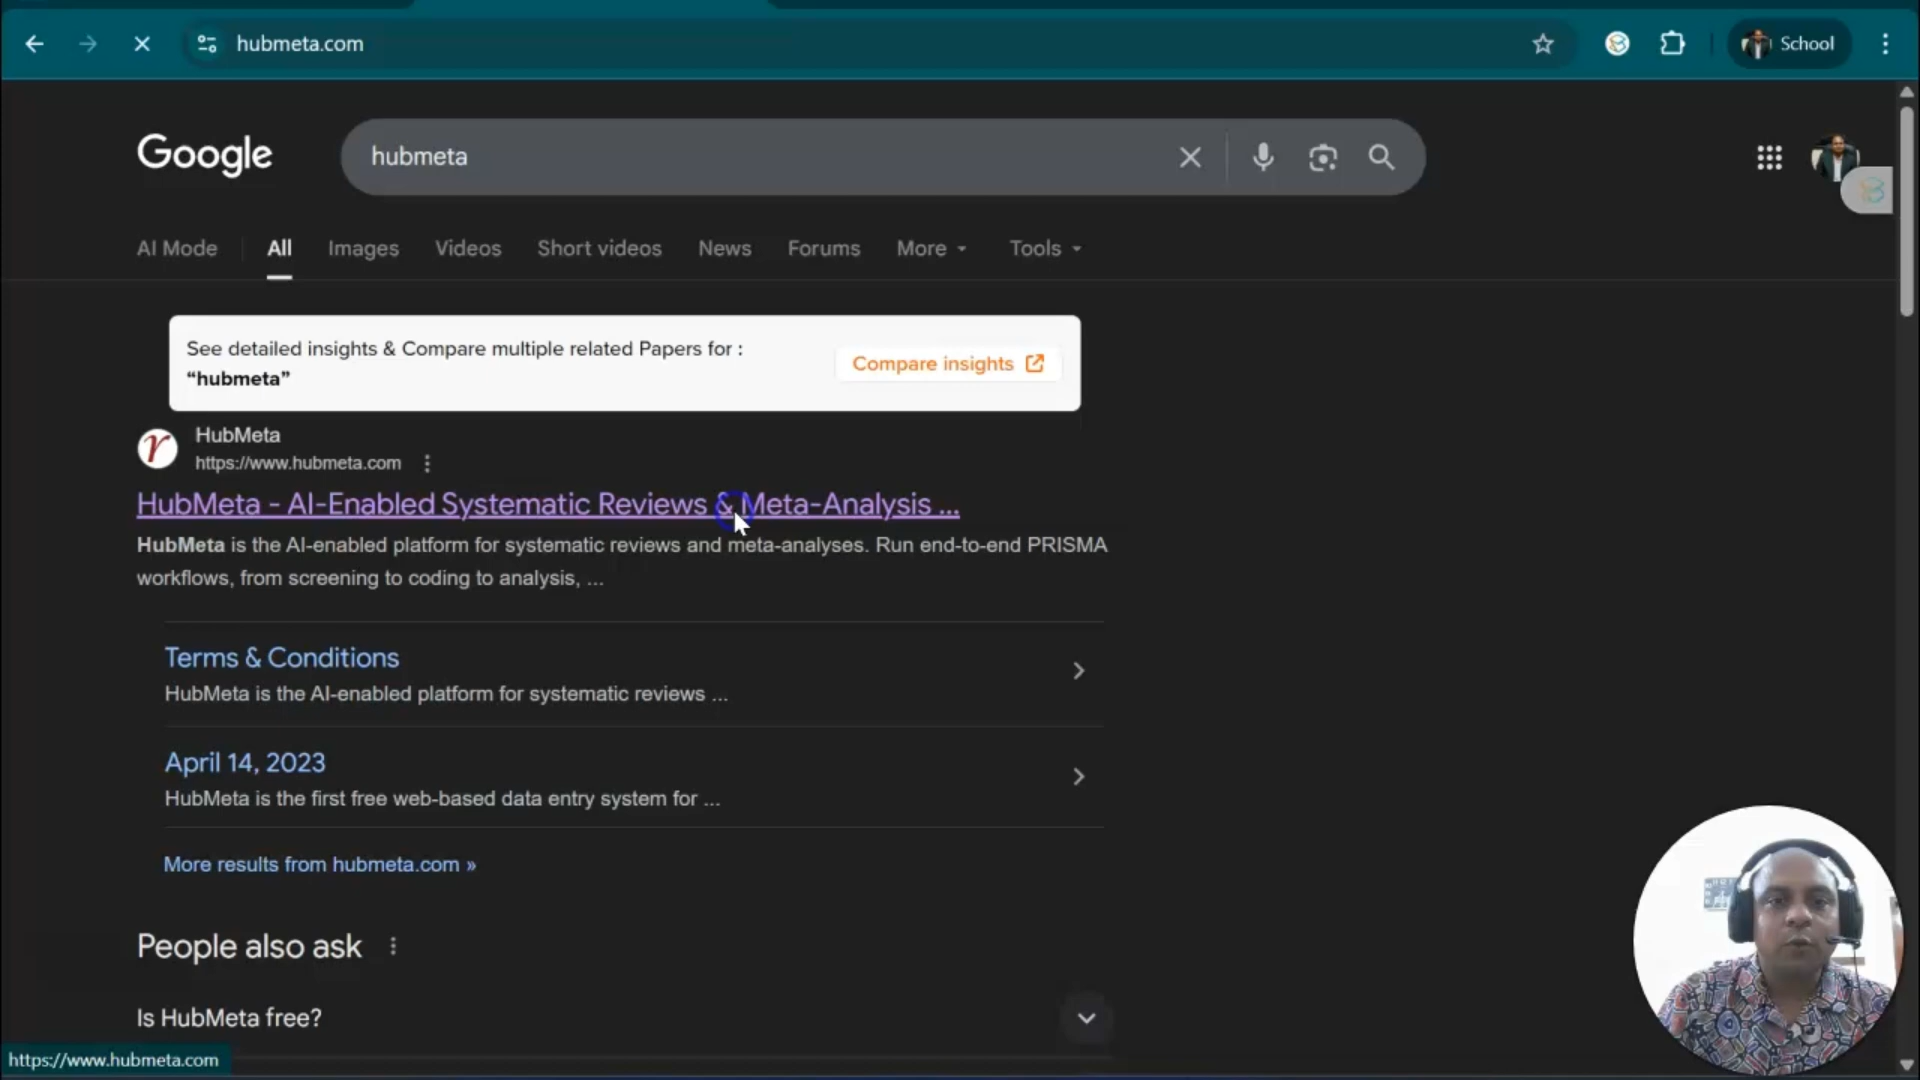 hubmeta.com
School
Google
hubmeta
AI Mode
All
Images
Videos
Short videos
News
Forums
More
Tools
See detailed insights & Compare multiple related Papers for :
“hubmeta”
Compare insights
HubMeta
https://www.hubmeta.com
HubMeta - AI-Enabled Systematic Reviews & Meta-Analysis ...
HubMeta is the AI-enabled platform for systematic reviews and meta-analyses. Run end-to-end PRISMA
workflows, from screening to coding to analysis, ...
Terms & Conditions
HubMeta is the AI-enabled platform for systematic reviews ...
April 14, 2023
HubMeta is the first free web-based data entry system for ...
More results from hubmeta.com »
People also ask
Is HubMeta free?
https://www.hubmeta.com